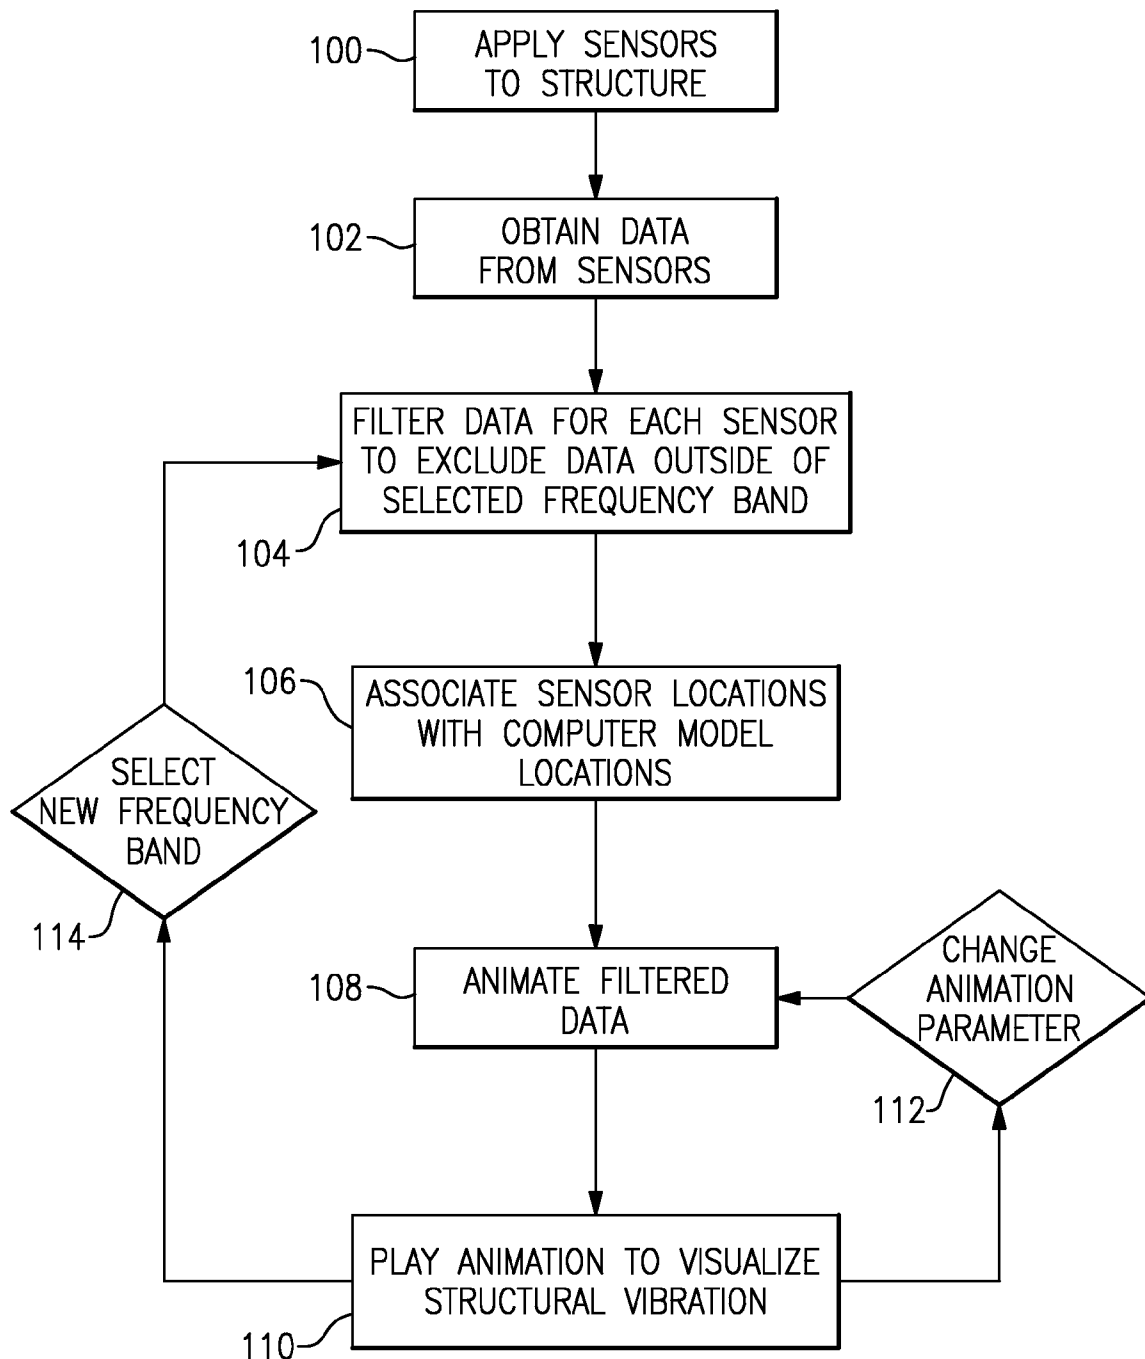 100
APPLY SENSORS
TO STRUCTURE
102
OBTAIN DATA
FROM SENSORS
FILTER DATA FOR EACH SENSOR
TO EXCLUDE DATA OUTSIDE OF
SELECTED FREQUENCY BAND
104
106
ASSOCIATE SENSOR LOCATIONS
WITH COMPUTER MODEL
LOCATIONS
SELECT
NEW FREQUENCY
BAND
114
108
ANIMATE FILTERED
DATA
CHANGE
ANIMATION
PARAMETER
112
PLAY ANIMATION TO VISUALIZE
STRUCTURAL VIBRATION
110